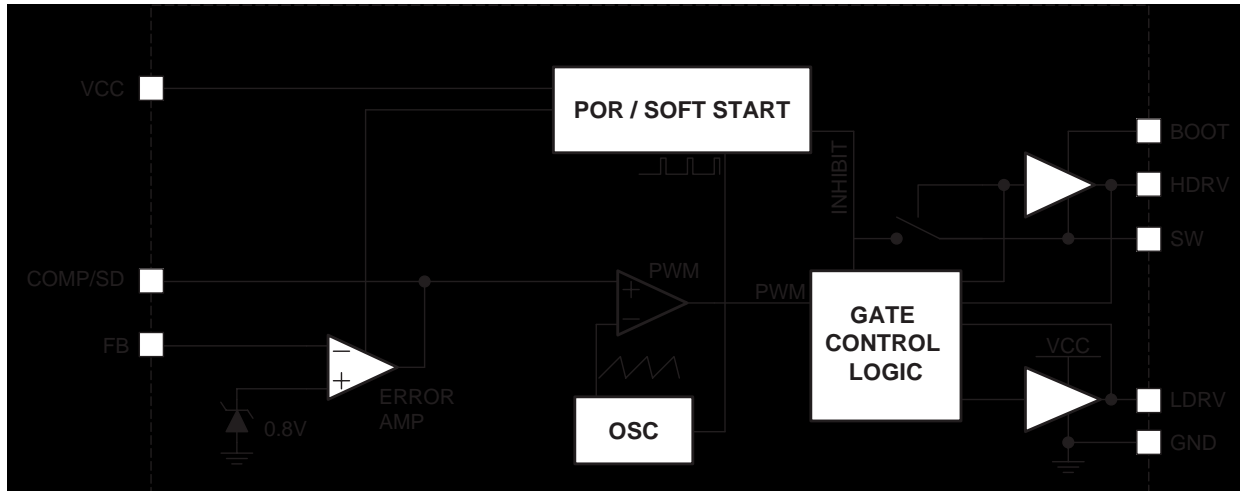 VCC
POR / SOFT START
BOOT
INHIBIT
HDRV
SW
COMP/SD
PWM
PWM
FB
GATE
CONTROL
LOGIC
VCC
ERROR
AMP
0.8V
OSC
LDRV
GND